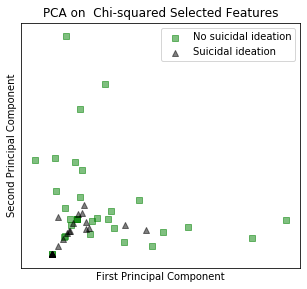 PCA on  Chi-squared Selected Features
No suicidal ideation
Suicidal ideation
Second Principal Component
First Principal Component